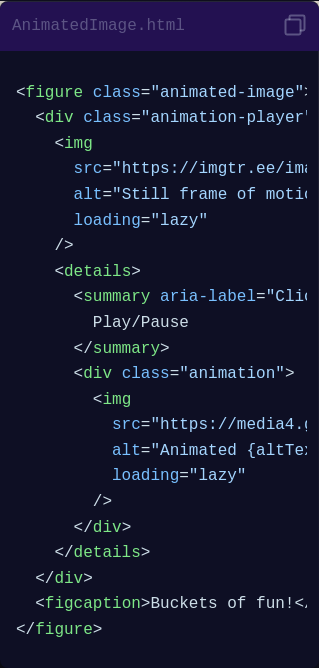 AnimatedImage.html
<figure class="animated-image">
<div class="animation-player"
<img
src="https://imgtr.ee/ima
alt="Still frame of motio
loading="lazy"
/>
<details>
<summary aria-label="Clic
Play/Pause
</summary>
<div class="animation">
<img
src="https://media4.g
alt="Animated {altTex
loading="lazy"
/>
</div>
</details>
</div>
<figcaption>Buckets of fun!</
</figure>